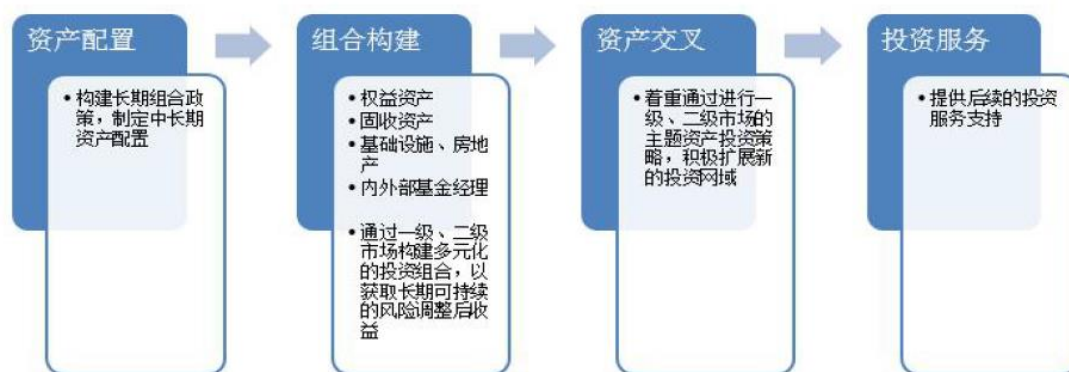 资产配置
• 构建长期组合政
策，制定中长期
资产配置
组合构建
• 权益资产
• 固收资产
• 基础设施、房地
产
• 内外部基金经理
• 通过一级、二级
市场构建多元化
的投资组合，以
获取长期可持续
的风险调整后收
益
资产交叉
• 着重通过进行一
级、二级市场的
主题资产投资策
略，积极扩展新
的投资网域
投资服务
• 提供后续的投资
服务支持